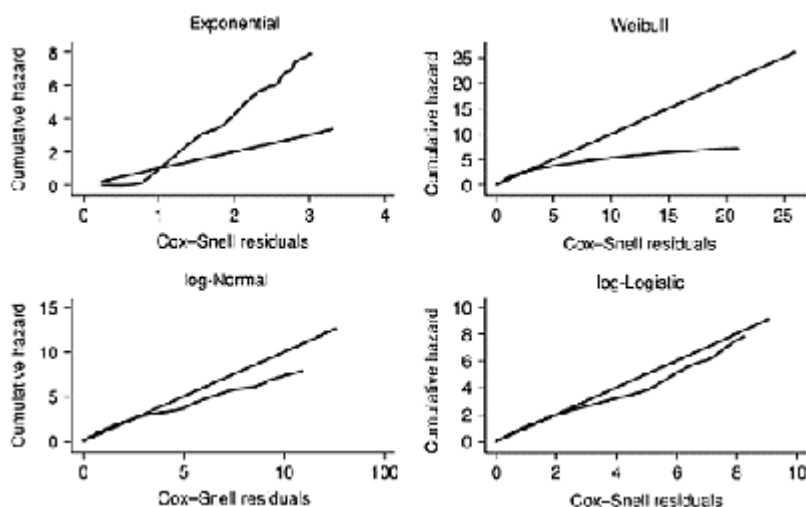 Exponential
Cumulative hazard
8
6
4
2
0
0 1 2 3 4
Cox–Snell residuals
Weibull
Cumulative hazard
25
20
15
10
5
0
0 5 10 15 20 25
Cox–Snell residuals
log-Normal
Cumulative hazard
15
10
5
0
0 5 10 100
Cox–Snell residuals
log-Logistic
Cumulative hazard
10
8
6
4
2
0
0 2 4 6 8 10
Cox–Snell residuals